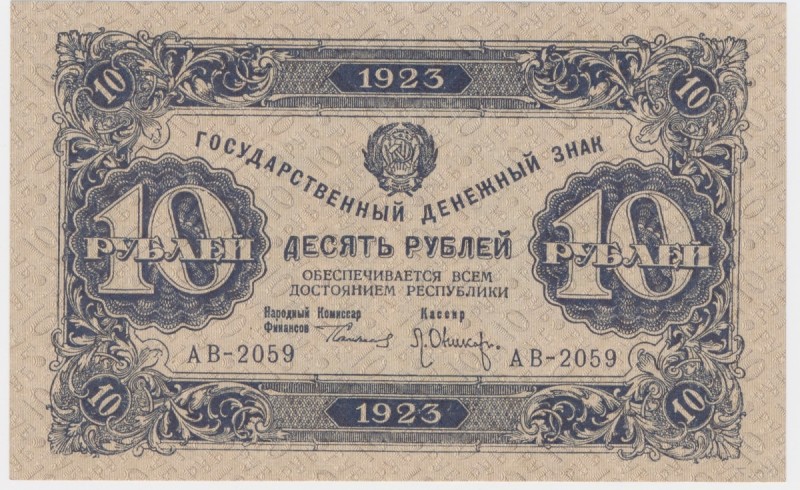 10 1923 10
ГОСУДАРСТВЕННЫЙ ДЕНЕЖНЫЙ ЗНАК
10 10
РУБЛЕЙ ДЕСЯТЬ РУБЛЕЙ РУБЛЕЙ
ОБЕСПЕЧИВАЕТСЯ ВСЕМ
ДОСТОЯНИЕМ РЕСПУБЛИКИ
Народный Комиссар Кассир
Финансов
АВ-2059 АВ-2059
10 1923 10